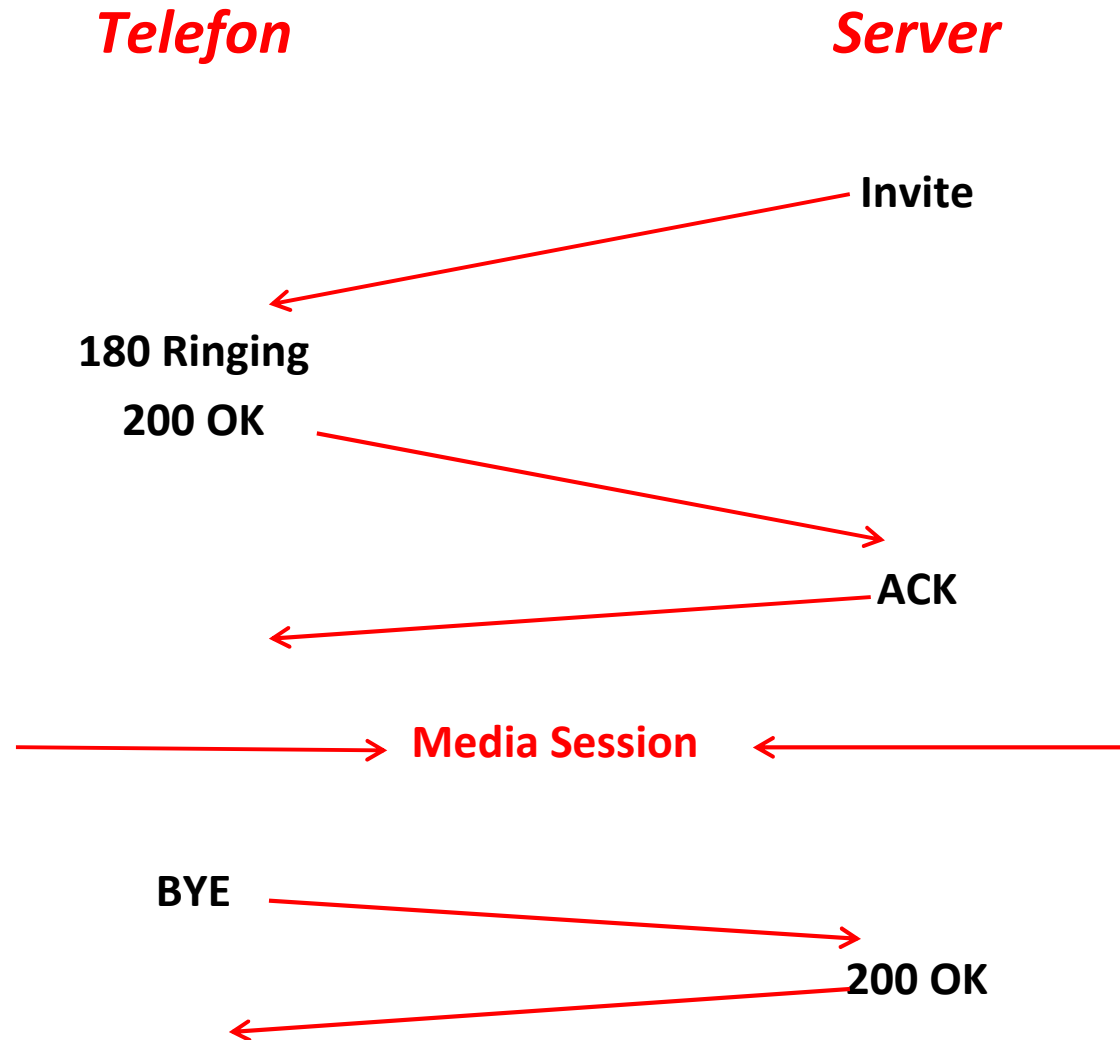 Telefon Server
Invite
180 Ringing
200 OK
ACK
Media Session
BYE
200 OK